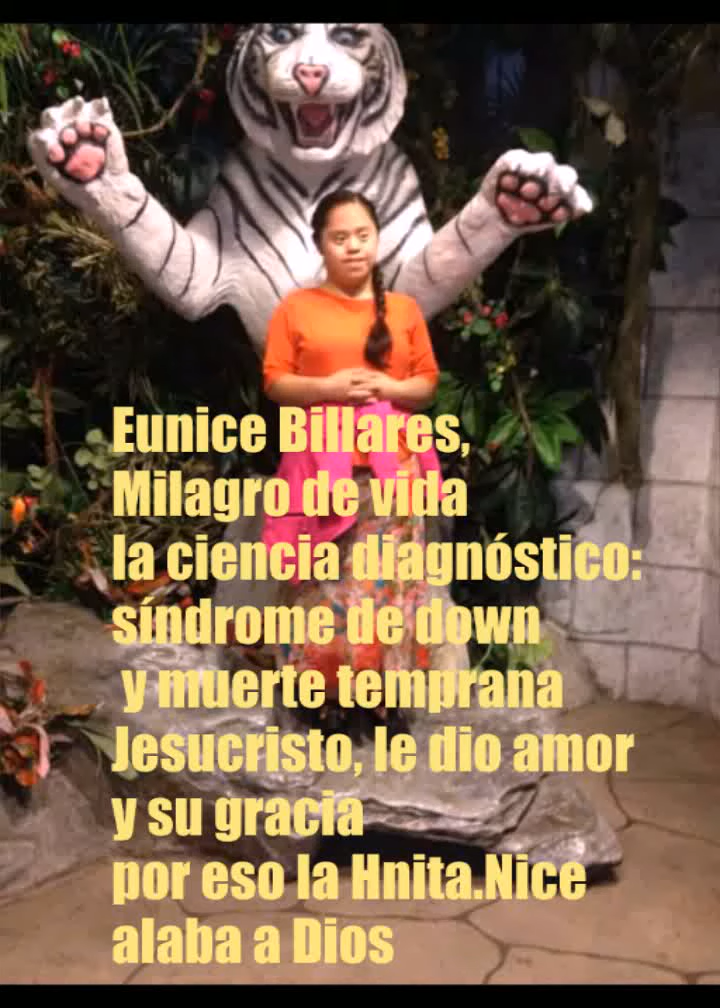 Eunice Billares,
Milagro de vida
la ciencia diagnóstico:
síndrome de down
y muerte temprana
Jesucristo, le dio amor
y su gracia
por eso la Hnita.Nice
alaba a Dios